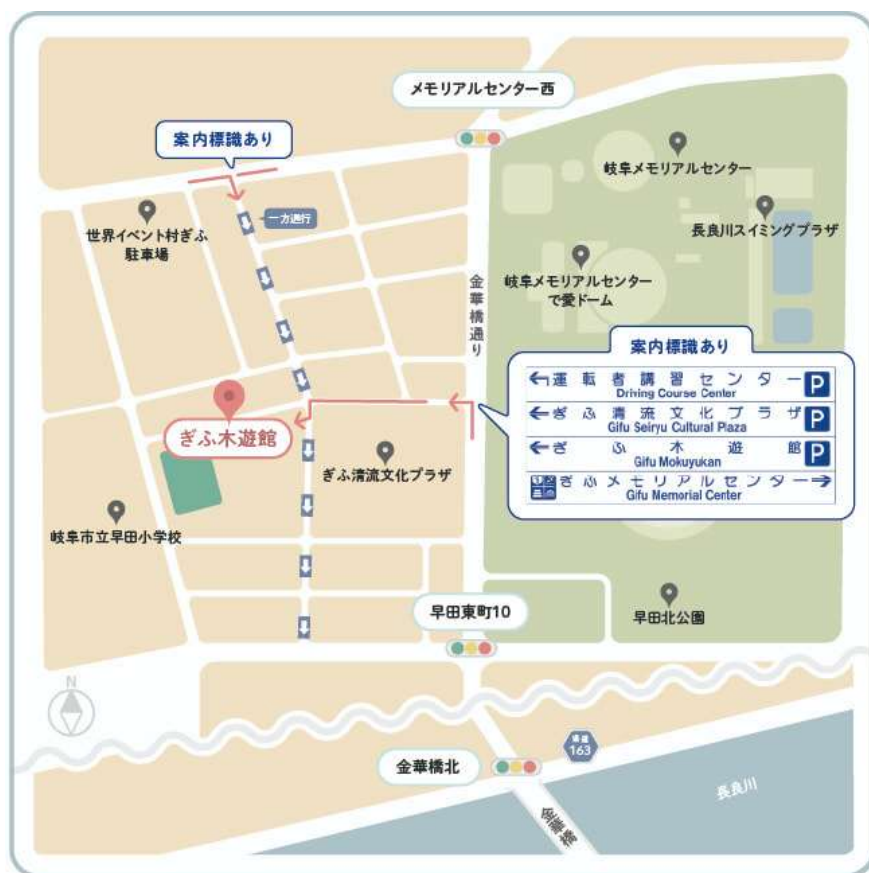 メモリアルセンター西
案内標識あり
岐阜メモリアルセンター
一方通行
世界イベント村ぎふ
駐車場
長良川スイミングプラザ
岐阜メモリアルセンター
で愛ドーム
金華橋通り
案内標識あり
運転者講習センター P
Driving Course Center
ぎふ清流文化プラザ P
Gifu Seiryu Cultural Plaza
ぎふ木遊館 P
Gifu Mokuyukan
ぎふメモリアルセンター
Gifu Memorial Center
ぎふ木遊館
ぎふ清流文化プラザ
岐阜市立早田小学校
早田東町10
早田北公園
N
金華橋北
県道
163
長良川
金華橋